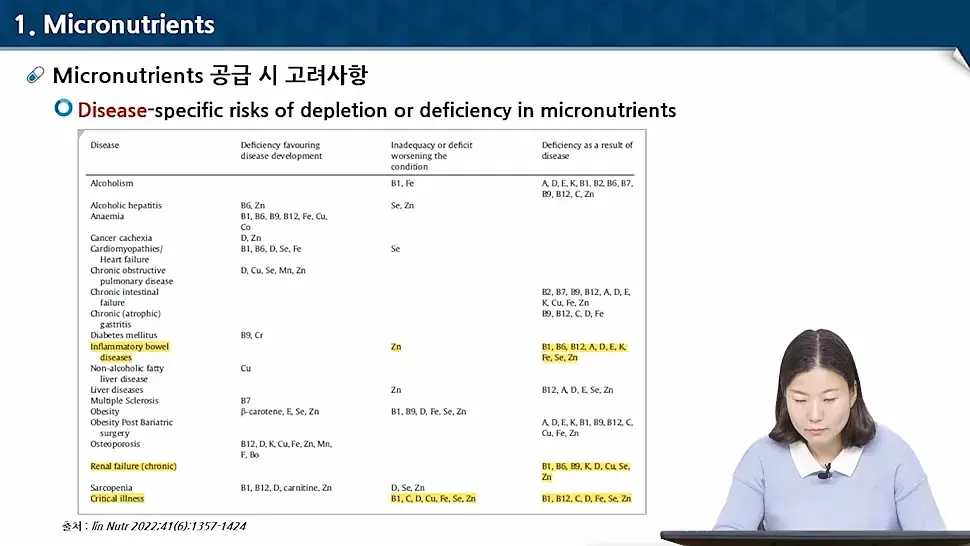 1. Micronutrients
Micronutrients 공급 시 고려사항
Disease-specific risks of depletion or deficiency in micronutrients
Disease Deficiency favouring disease development Inadequacy or deficit worsening the condition Deficiency as a result of disease
Alcoholism B1, Fe A, D, E, K, B1, B2, B6, B7, B9, B12, C, Zn
Alcoholic hepatitis B6, Zn Se, Zn
Anaemia B1, B6, B9, B12, Fe, Cu, Co
Cancer cachexia D, Zn
Cardiomyopathies/ Heart failure B1, B6, D, Se, Fe Se
Chronic obstructive pulmonary disease D, Cu, Se, Mn, Zn
Chronic intestinal failure B2, B7, B9, B12, A, D, E, K, Cu, Fe, Zn
Chronic (atrophic) gastritis B9, B12, C, D, Fe
Diabetes mellitus B9, Cr
Inflammatory bowel diseases Zn B1, B6, B12, A, D, E, K, Fe, Se, Zn
Non-alcoholic fatty liver disease Cu
Liver diseases Zn B12, A, D, E, Se, Zn
Multiple Sclerosis B7
Obesity β-carotene, E, Se, Zn B1, B9, D, Fe, Se, Zn
Obesity Post Bariatric surgery A, D, E, K, B1, B9, B12, C, Cu, Fe, Zn
Osteoporosis B12, D, K, Cu, Fe, Zn, Mn, F, Bo
Renal failure (chronic) B1, B6, B9, K, D, Cu, Se, Zn
Sarcopenia B1, B12, D, carnitine, Zn D, Se, Zn
Critical illness B1, C, D, Cu, Fe, Se, Zn B1, B12, C, D, Fe, Se, Zn
출처 : lin Nutr 2022;41(6):1357-1424